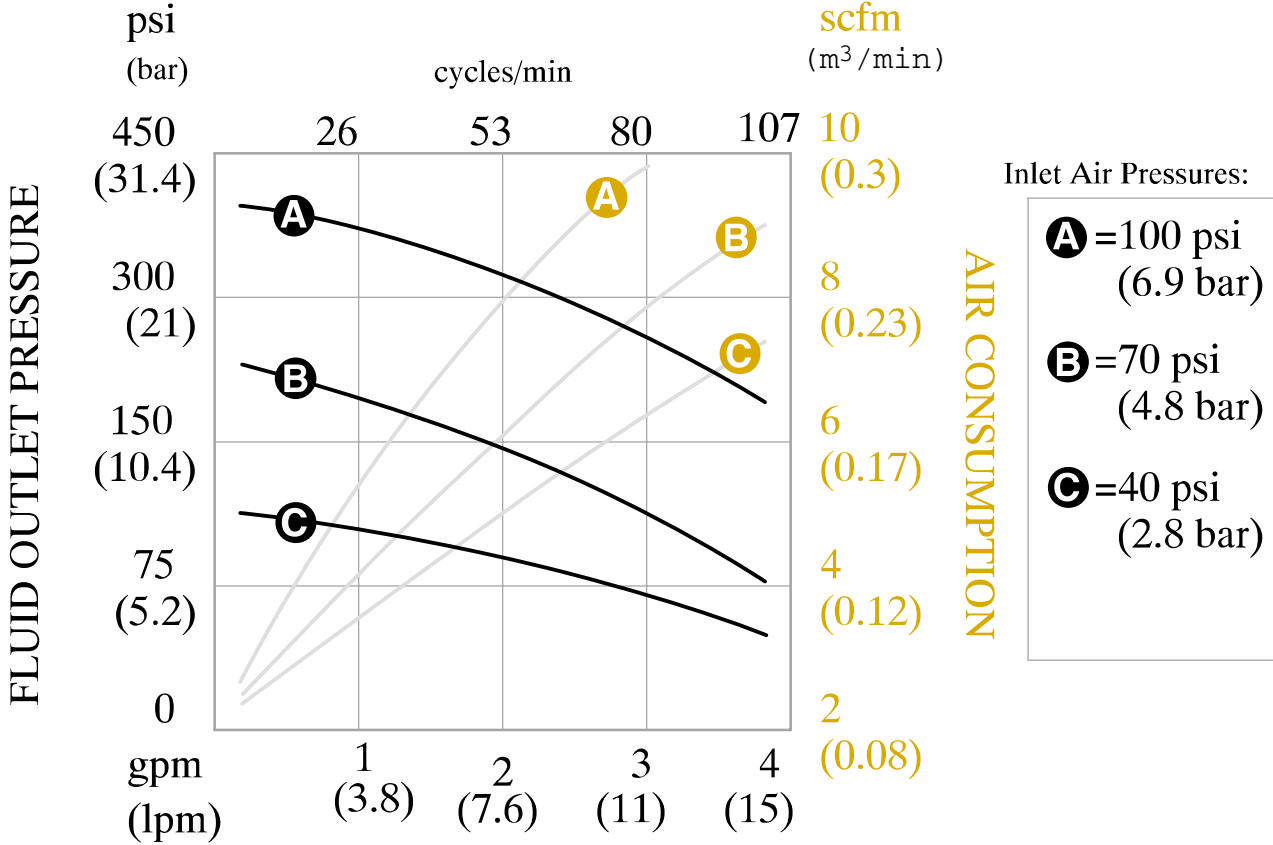 psi
(bar)
cycles/min
scfm
(m³/min)
450
(31.4)
26
53
80
107
10
(0.3)
Inlet Air Pressures:
FLUID OUTLET PRESSURE
A
A
B
C
B
C
300
(21)
150
(10.4)
75
(5.2)
0
8
(0.23)
6
(0.17)
4
(0.12)
2
(0.08)
AIR CONSUMPTION
A =100 psi
(6.9 bar)
B =70 psi
(4.8 bar)
C =40 psi
(2.8 bar)
gpm
(lpm)
1
(3.8)
2
(7.6)
3
(11)
4
(15)